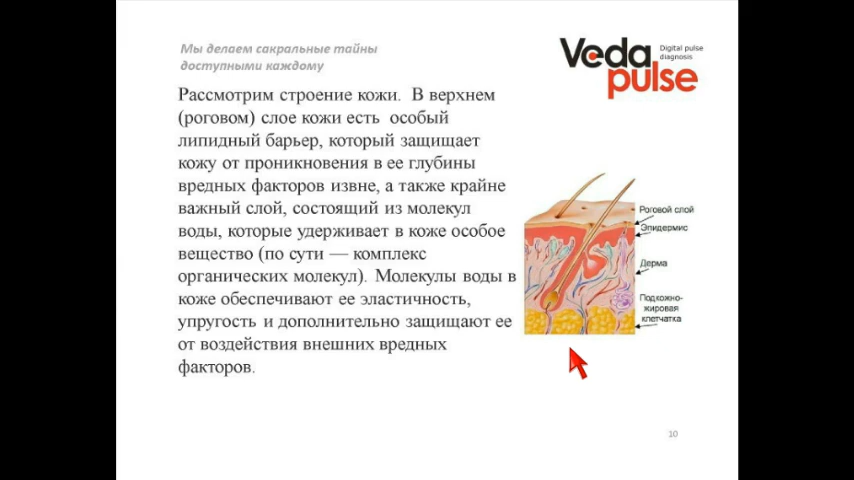 Мы делаем сакральные тайны
доступными каждому
Veda
pulse
Digital pulse
diagnosis
Рассмотрим строение кожи. В верхнем
(роговом) слое кожи есть особый
липидный барьер, который защищает
кожу от проникновения в ее глубины
вредных факторов извне, а также крайне
важный слой, состоящий из молекул
воды, которые удерживает в коже особое
вещество (по сути — комплекс
органических молекул). Молекулы воды в
коже обеспечивают ее эластичность,
упругость и дополнительно защищают ее
от воздействия внешних вредных
факторов.
Роговой слой
Эпидермис
Дерма
Подкожно-
жировая
клетчатка
10